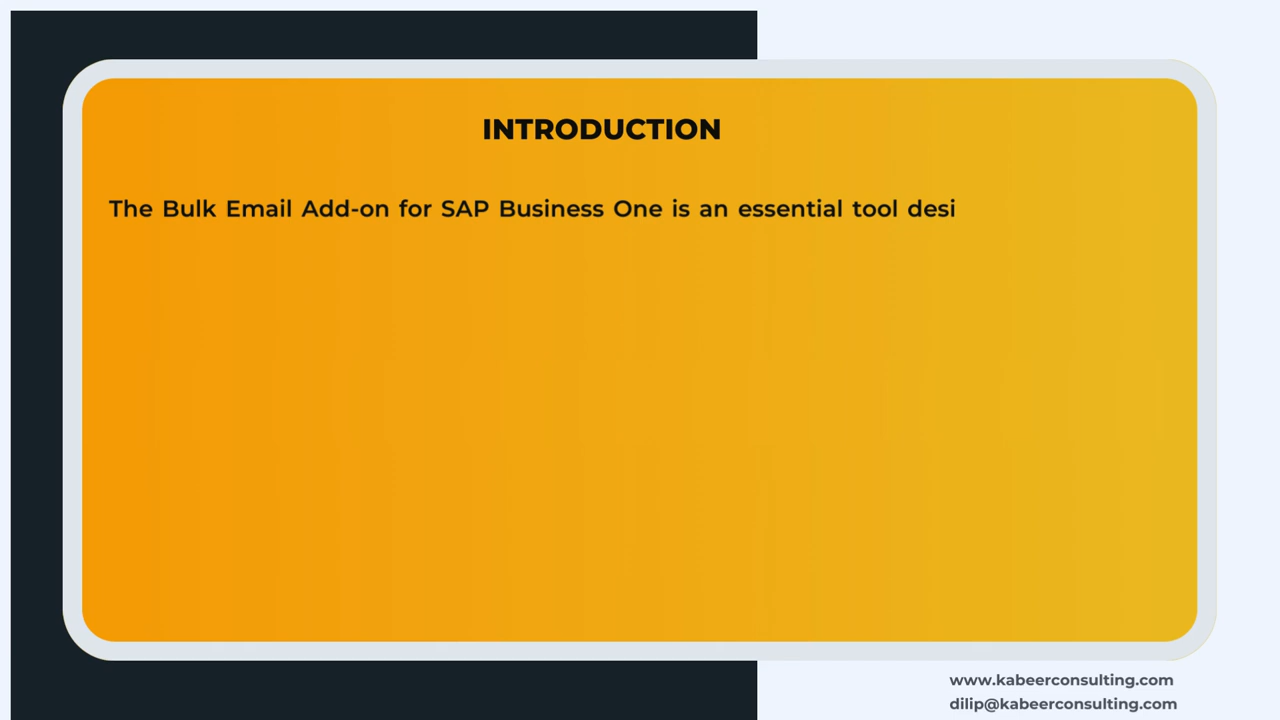 INTRODUCTION
The Bulk Email Add-on for SAP Business One is an essential tool desi
www.kabeerconsulting.com
dilip@kabeerconsulting.com